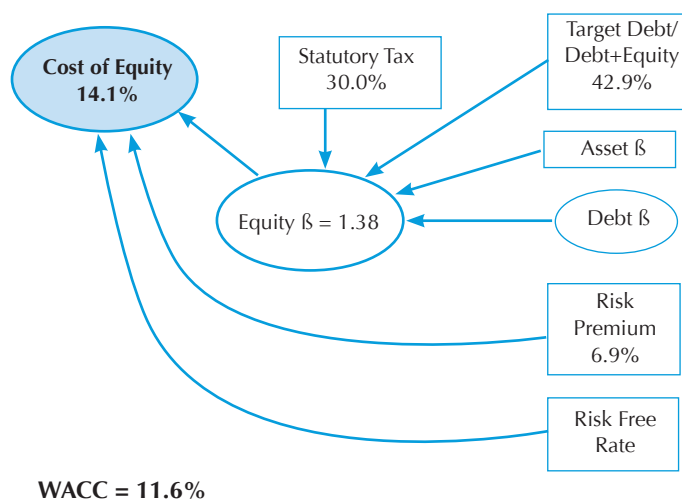 Cost of Equity
14.1%
Statutory Tax
30.0%
Target Debt/
Debt+Equity
42.9%
Asset ß
Equity ß = 1.38
Debt ß
Risk
Premium
6.9%
Risk Free
Rate
WACC = 11.6%